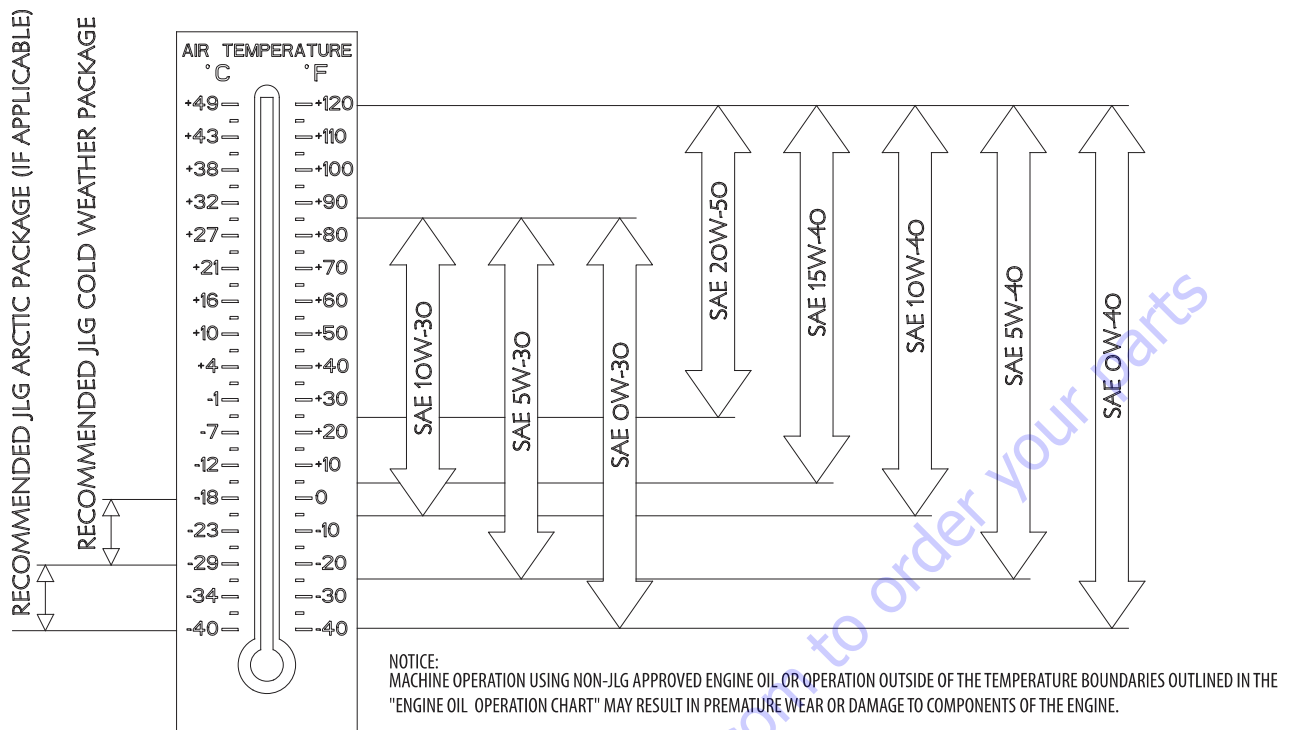 RECOMMENDED JLG ARCTIC PACKAGE (IF APPLICABLE)
RECOMMENDED JLG COLD WEATHER PACKAGE
AIR TEMPERATURE
°C °F
+49 +120
+43 +110
+38 +100
+32 +90
+27 +80
+21 +70
+16 +60
+10 +50
+4 +40
-1 +30
-7 +20
-12 +10
-18 0
-23 -10
-29 -20
-34 -30
-40 -40
SAE 10W-30
SAE 5W-30
SAE 0W-30
SAE 20W-50
SAE 15W-40
SAE 10W-40
SAE 5W-40
SAE 0W-40
NOTICE:
MACHINE OPERATION USING NON-JLG APPROVED ENGINE OIL OR OPERATION OUTSIDE OF THE TEMPERATURE BOUNDARIES OUTLINED IN THE
"ENGINE OIL OPERATION CHART" MAY RESULT IN PREMATURE WEAR OR DAMAGE TO COMPONENTS OF THE ENGINE.
to order your parts